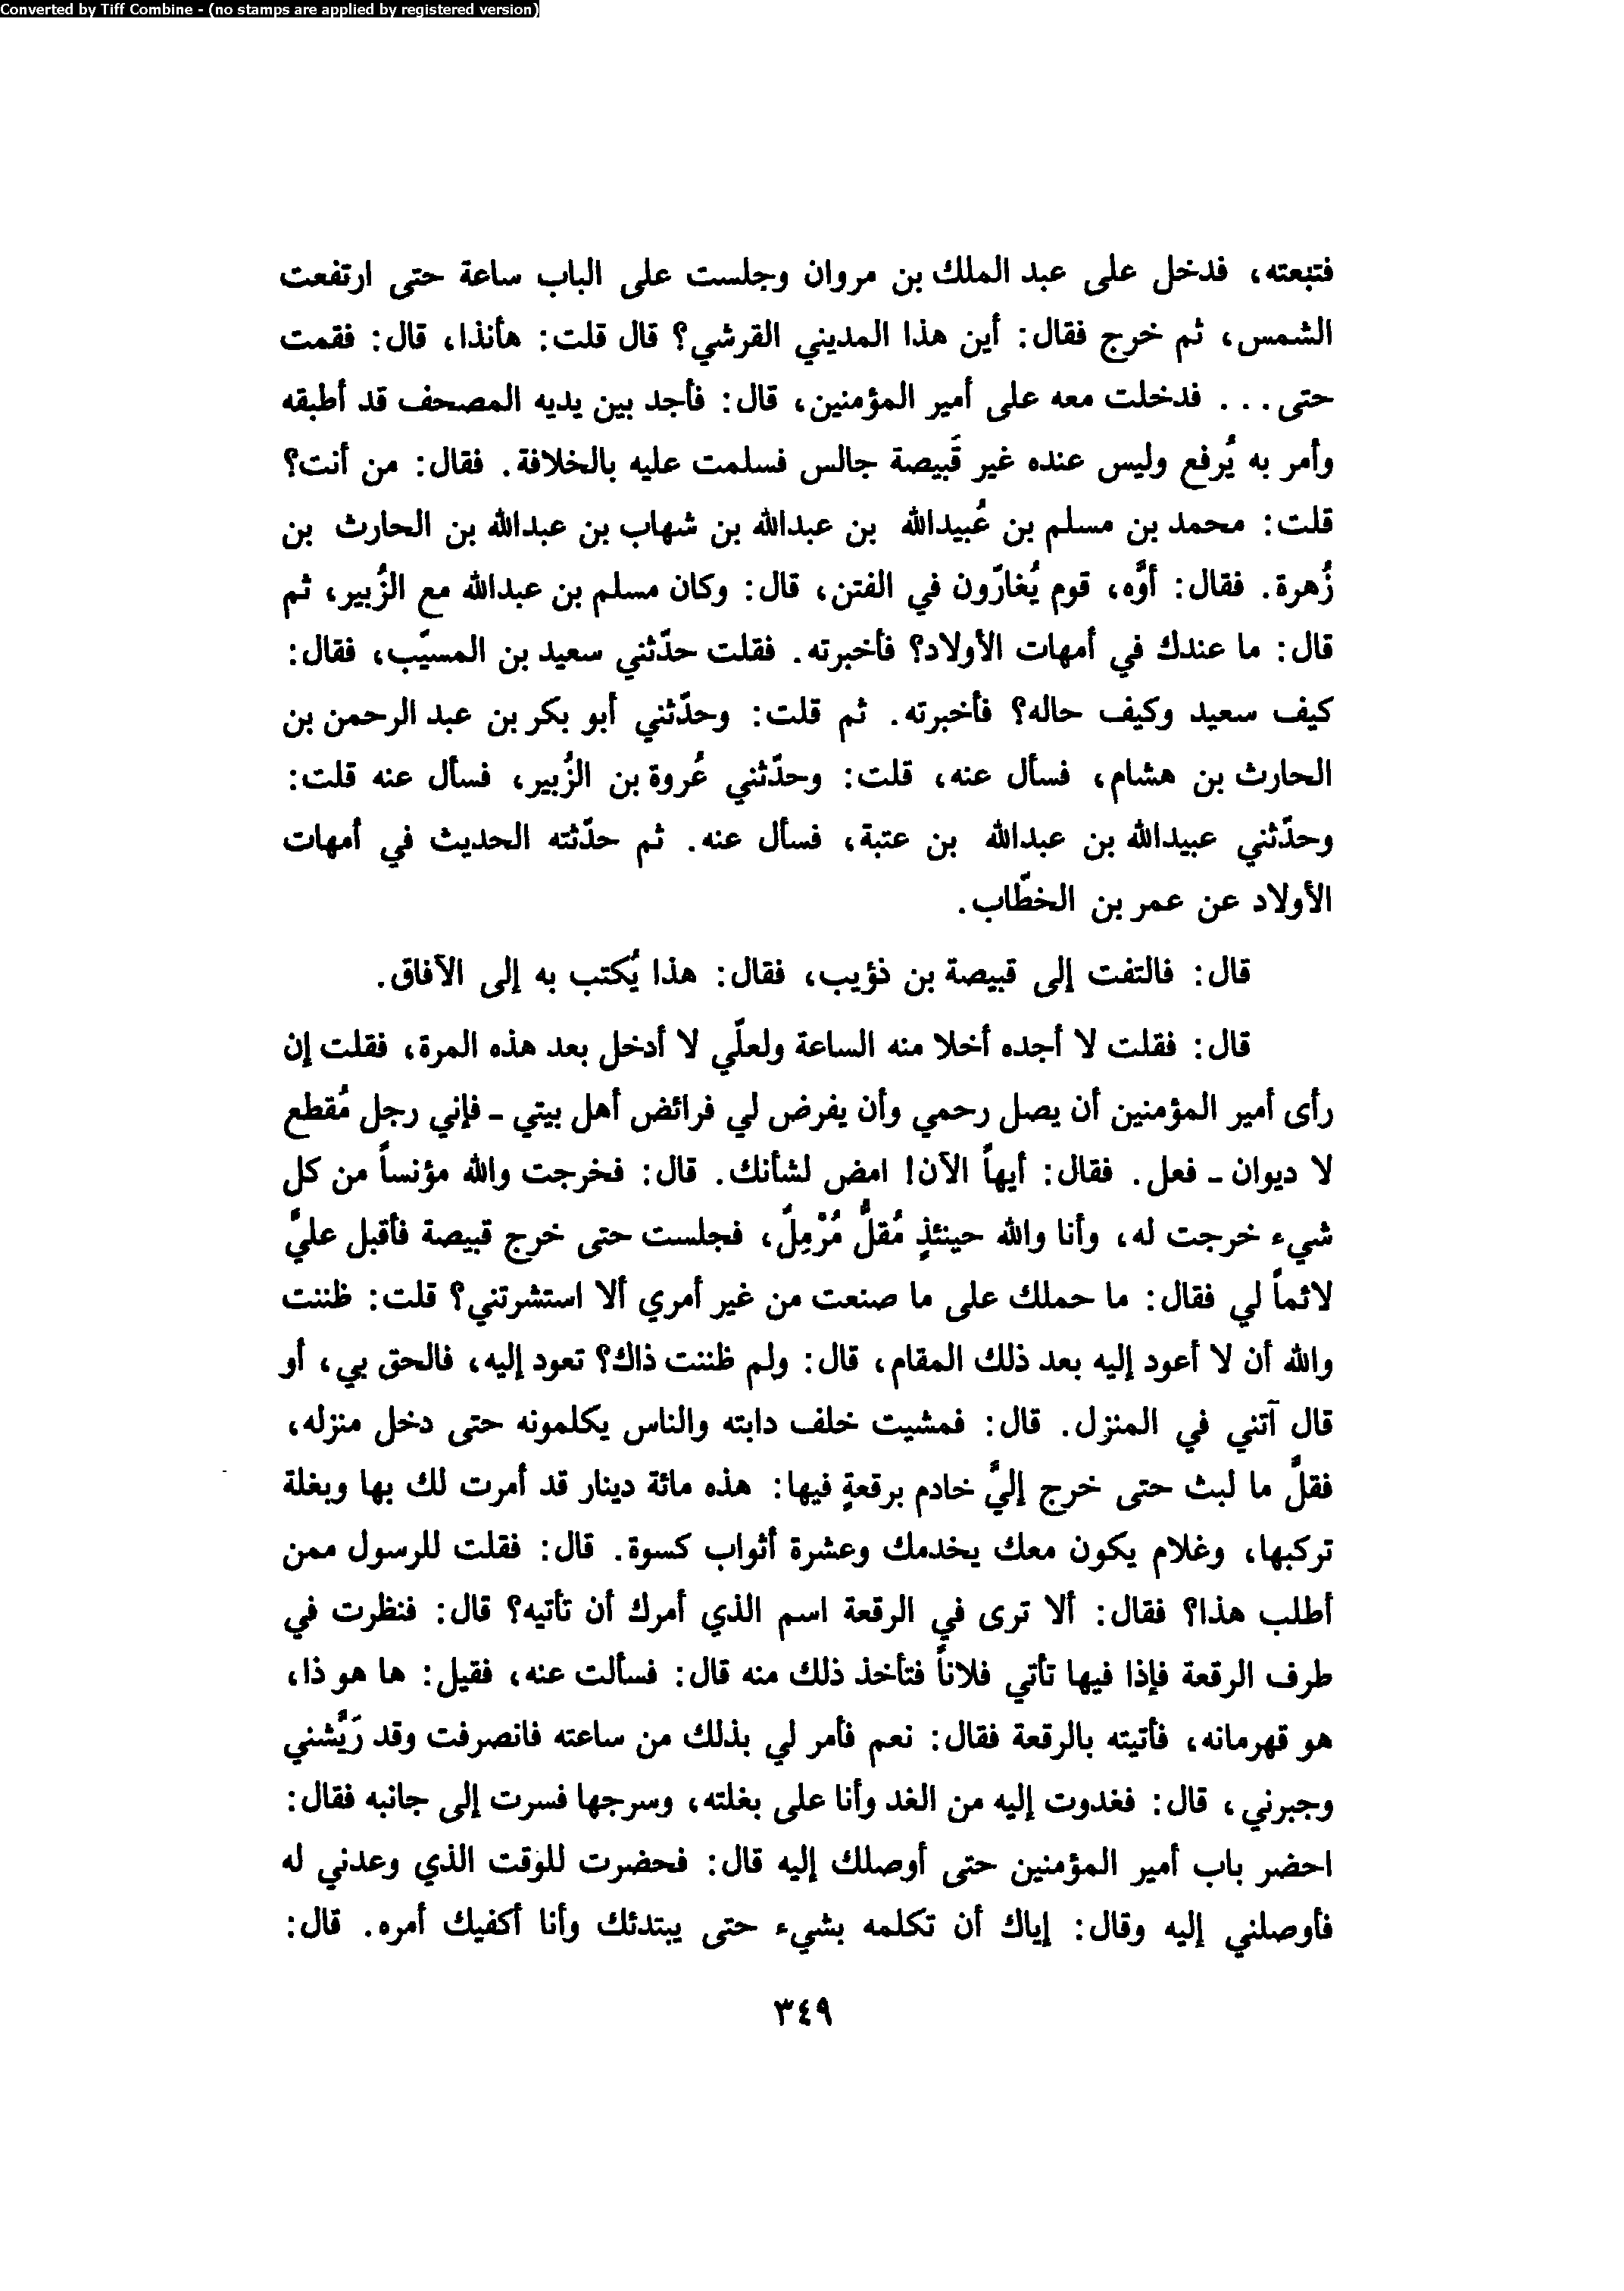 Converted by Tiff Combine - (no stamps are applied by registered version)
فتبعته، فدخل على عبد الملك بن مروان وجلست على الباب ساعة حتى ارتفعت
الشمس، ثم خرج فقال: أين هذا المديني القرشي؟ قال قلت: هأنذا، قال: فقمت
حتى... فدخلت معه على أمير المؤمنين، قال: فأجد بين يديه المصحف قد أطبقه
وأمر به يُرفع وليس عنده غير قَبيصة جالس فسلمت عليه بالخلافة. فقال: من أنت؟
قلت: محمد بن مسلم بن عُبيدالله بن عبدالله بن شهاب بن عبدالله بن الحارث بن
زُهرة. فقال: أوَّه، قوم يُغارّون في الفتن، قال: وكان مسلم بن عبدالله مع الزُبير، ثم
قال: ما عندك في أمهات الأولاد؟ فأخبرته. فقلت حدّثني سعيد بن المسيّب، فقال:
كيف سعيد وكيف حاله؟ فأخبرته. ثم قلت: وحدّثني أبو بكر بن عبد الرحمن بن
الحارث بن هشام، فسأل عنه، قلت: وحدّثني عُروة بن الزُبير، فسأل عنه قلت:
وحدّثني عبيدالله بن عبدالله بن عتبة، فسأل عنه. ثم حدّثته الحديث في أمهات
الأولاد عن عمر بن الخطّاب.
قال: فالتفت إلى قبيصة بن ذؤيب، فقال: هذا يُكتب به إلى الآفاق.
قال: فقلت لا أجده أخلا منه الساعة ولعلّي لا أدخل بعد هذه المرة، فقلت إن
رأى أمير المؤمنين أن يصل رحمي وأن يفرض لي فرائض أهل بيتي - فإني رجل مُقطع
لا ديوان - فعل. فقال: أيهاً الآن! امض لشأنك. قال: فخرجت والله مؤنساً من كل
شيء خرجت له، وأنا والله حينئذٍ مُقلٌّ مُرْمِلٌ، فجلست حتى خرج قبيصة فأقبل عليَّ
لائماً لي فقال: ما حملك على ما صنعت من غير أمري ألا استشرتني؟ قلت: ظننت
والله أن لا أعود إليه بعد ذلك المقام، قال: ولم ظننت ذاك؟ تعود إليه، فالحق بي، أو
قال آتني في المنزل. قال: فمشيت خلف دابته والناس يكلمونه حتى دخل منزله،
فقلَّ ما لبث حتى خرج إليَّ خادم برقعةٍ فيها: هذه مائة دينار قد أمرت لك بها وبغلة
تركبها، وغلام يكون معك يخدمك وعشرة أثواب كسوة. قال: فقلت للرسول ممن
أطلب هذا؟ فقال: ألا ترى في الرقعة اسم الذي أمرك أن تأتيه؟ قال: فنظرت في
طرف الرقعة فإذا فيها تأتي فلاناً فتأخذ ذلك منه قال: فسألت عنه، فقيل: ها هو ذا،
هو قهرمانه، فأتيته بالرقعة فقال: نعم فأمر لي بذلك من ساعته فانصرفت وقد رَيَّشني
وجبرني، قال: فغدوت إليه من الغد وأنا على بغلته، وسرجها فسرت إلى جانبه فقال:
احضر باب أمير المؤمنين حتى أوصلك إليه قال: فحضرت للوقت الذي وعدني له
فأوصلني إليه وقال: إياك أن تكلمه بشيء حتى يبتدئك وأنا أكفيك أمره. قال:
٣٤٩